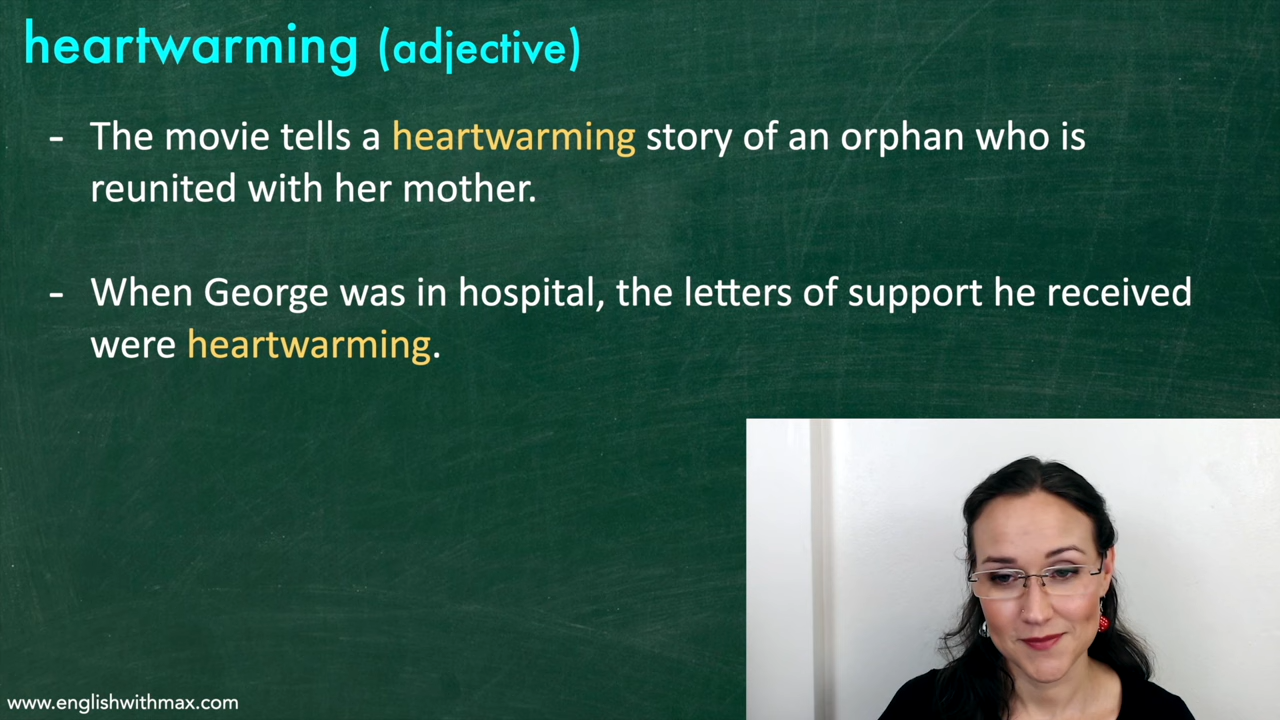 heartwarming (adjective)
- The movie tells a heartwarming story of an orphan who is
reunited with her mother.
- When George was in hospital, the letters of support he received
were heartwarming.
www.englishwithmax.com